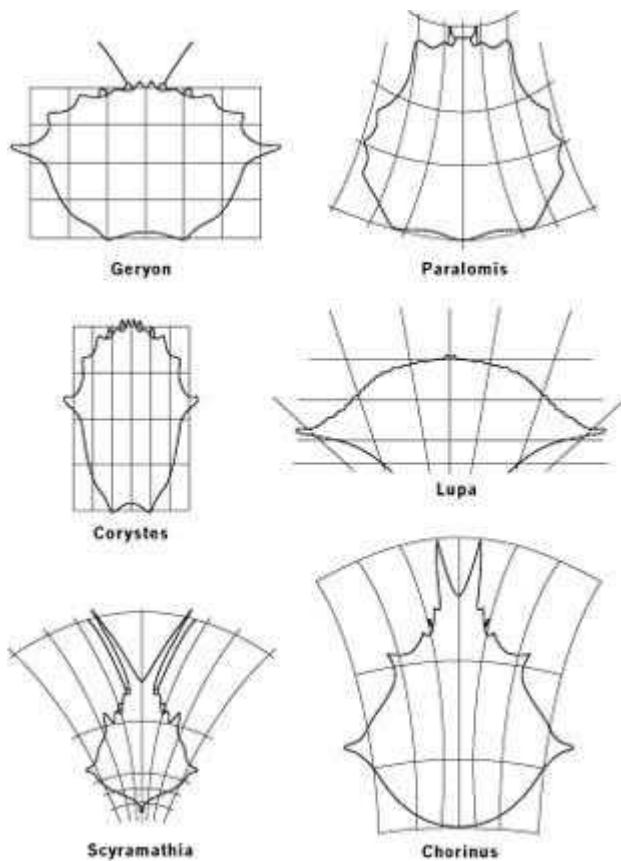 Geryon
Paralomis
Corystes
Lupa
Scyramathia
Chorinus